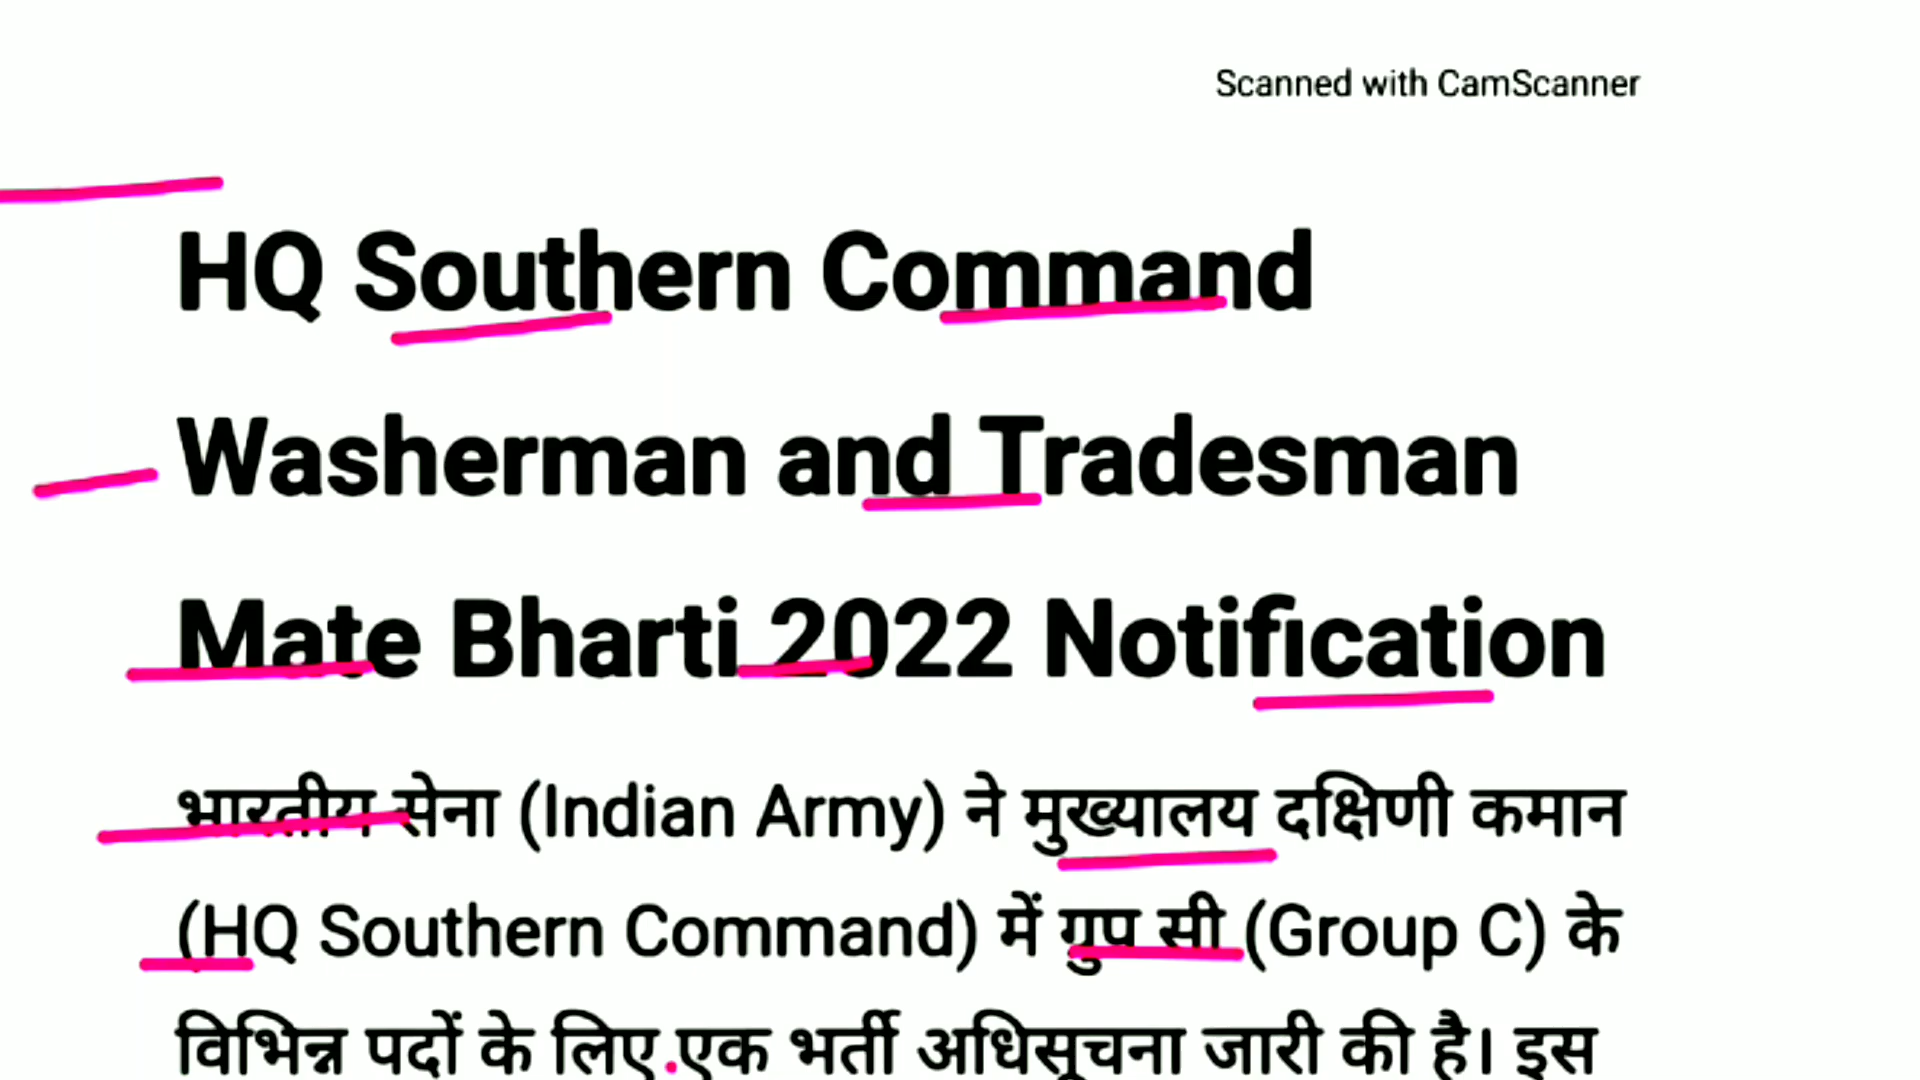 Scanned with CamScanner
HQ Southern Command
Washerman and Tradesman
Mate Bharti 2022 Notification
भारतीय सेना (Indian Army) ने मुख्यालय दक्षिणी कमान
(HQ Southern Command) में ग्रुप सी (Group C) के
विभिन्न पदों के लिए एक भर्ती अधिसूचना जारी की है। इस